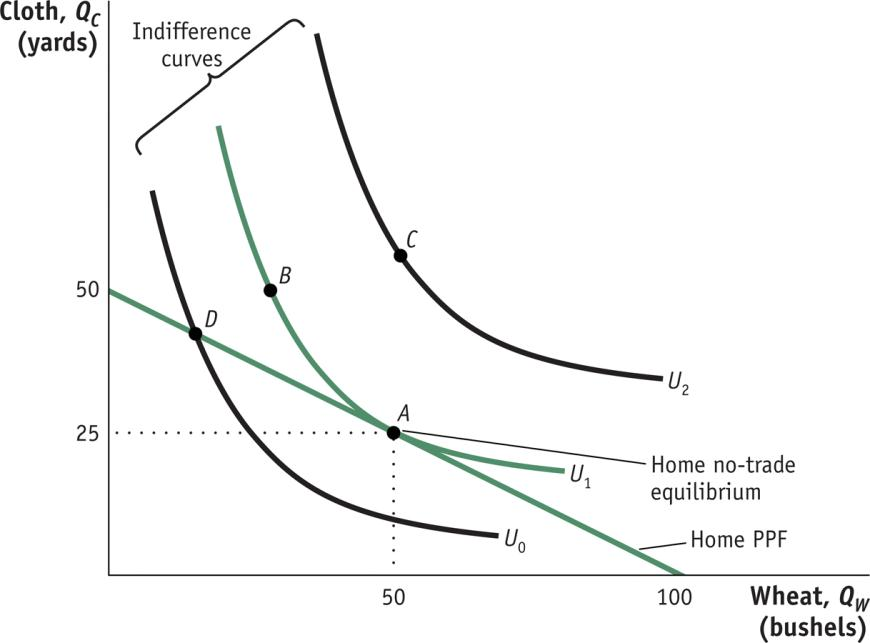 Cloth, Q_C
(yards)
Indifference
curves
C
B
50
D
U_2
A
25
Home no-trade
equilibrium
U_1
U_0
Home PPF
50
100
Wheat, Q_W
(bushels)